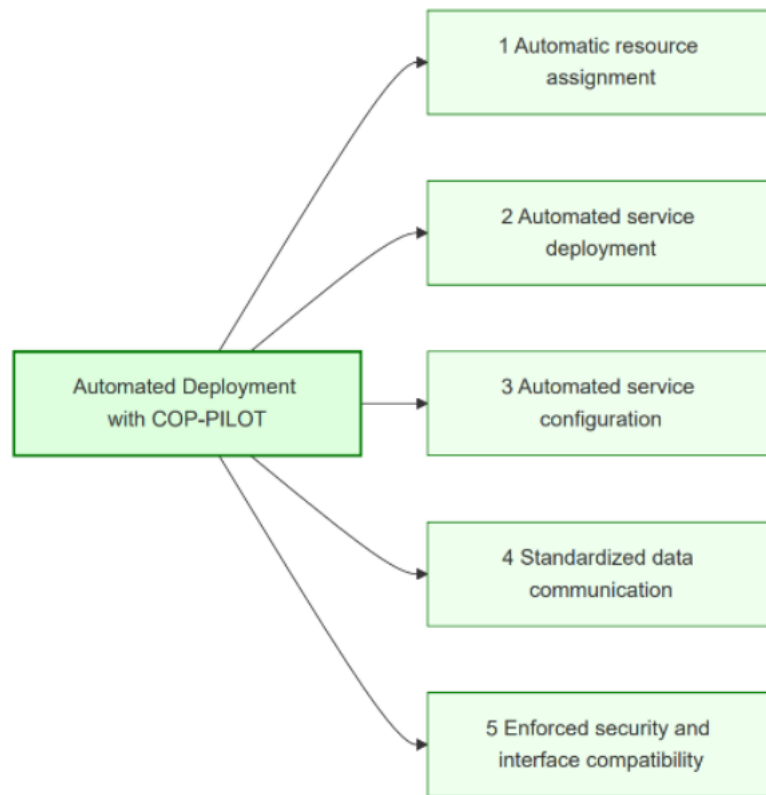 1 Automatic resource
assignment
2 Automated service
deployment
Automated Deployment
with COP-PILOT
3 Automated service
configuration
4 Standardized data
communication
5 Enforced security and
interface compatibility